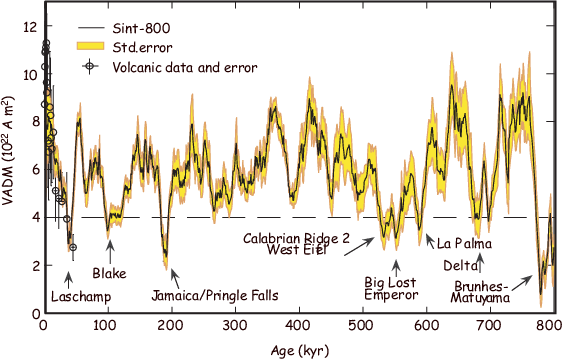 12
10
8
6
4
2
0
VADM (10²² A m²)
Sint-800
Std.error
Volcanic data and error
Laschamp
Blake
Jamaica/Pringle Falls
Calabrian Ridge 2
West Eifel
Big Lost
Emperor
La Palma
Delta
Brunhes-
Matuyama
0 100 200 300 400 500 600 700 800
Age (kyr)